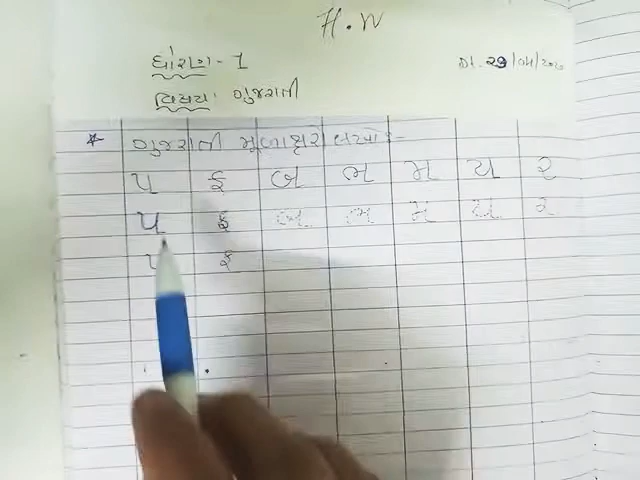 H.W
ધોરણ - 1
તા. 29/04/2020
વિષય: ગુજરાતી
* ગુજરાતી મૂળાક્ષર લખો :-
પ ફ બ ભ મ ય ર
પ ફ બ ભ મ ય ર
પ ફ